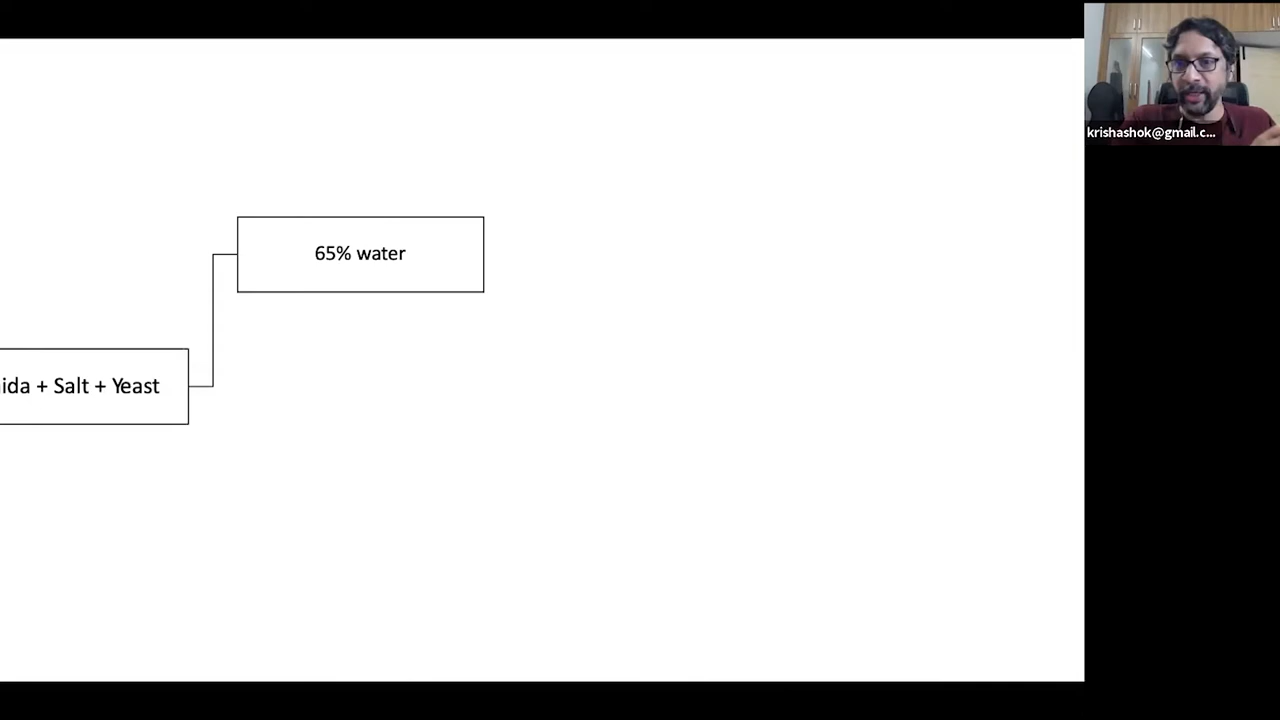 krishashok@gmail.c...
65% water
ida + Salt + Yeast